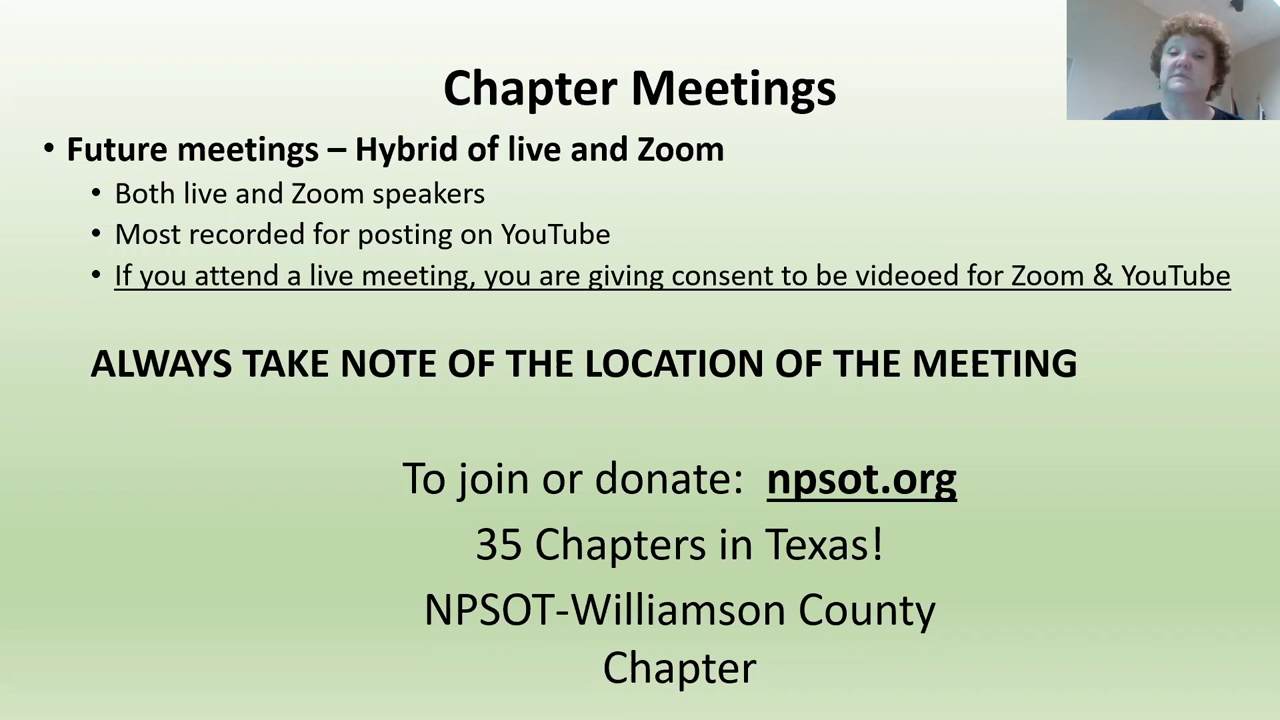 Chapter Meetings
• Future meetings – Hybrid of live and Zoom
• Both live and Zoom speakers
• Most recorded for posting on YouTube
• If you attend a live meeting, you are giving consent to be videoed for Zoom & YouTube
ALWAYS TAKE NOTE OF THE LOCATION OF THE MEETING
To join or donate: npsot.org
35 Chapters in Texas!
NPSOT-Williamson County
Chapter